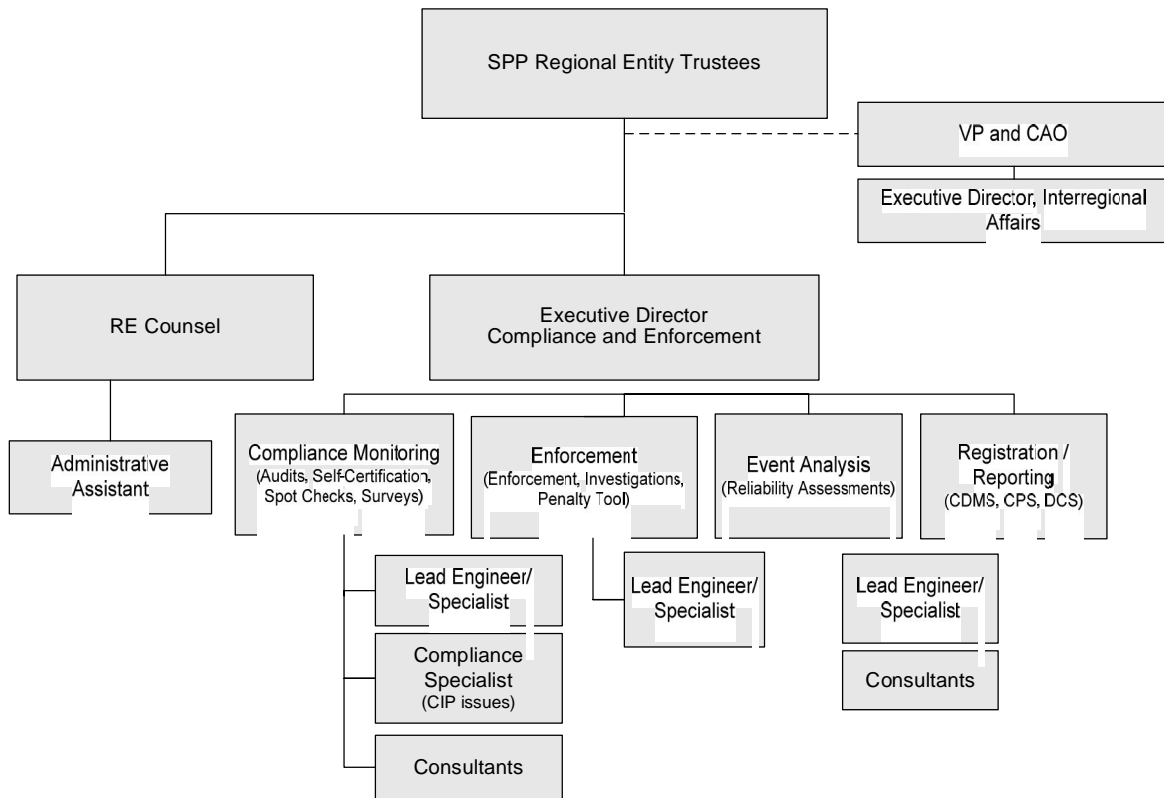 SPP Regional Entity Trustees
VP and CAO
Executive Director, Interregional
Affairs
RE Counsel
Executive Director
Compliance and Enforcement
Administrative
Assistant
Compliance Monitoring
(Audits, Self-Certification,
Spot Checks, Surveys)
Enforcement
(Enforcement, Investigations,
Penalty Tool)
Event Analysis
(Reliability Assessments)
Registration /
Reporting
(CDMS, CPS, DCS)
Lead Engineer/
Specialist
Compliance
Specialist
(CIP issues)
Consultants
Lead Engineer/
Specialist
Lead Engineer/
Specialist
Consultants